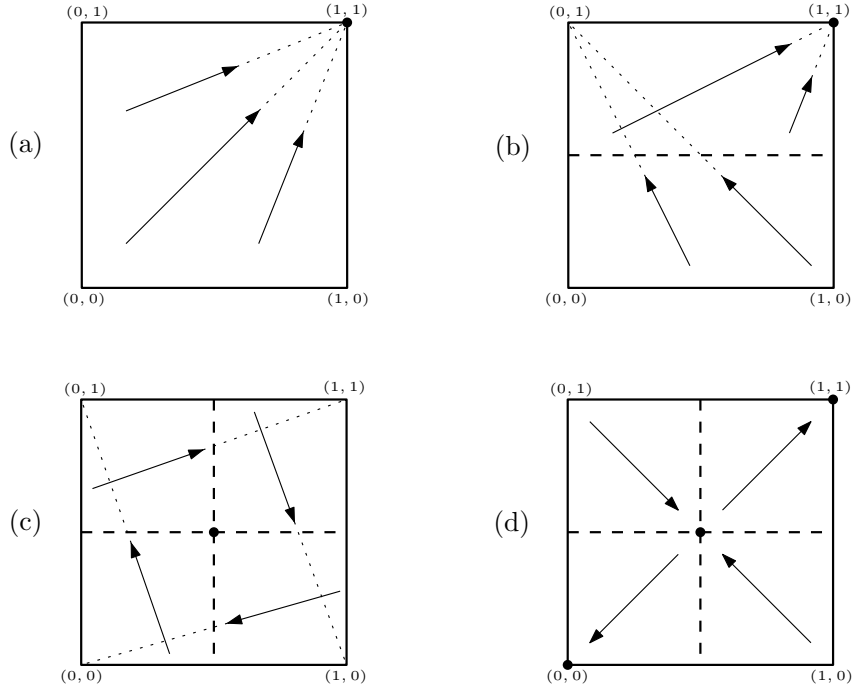 (0, 1) (1, 1) (0, 1) (1, 1)
(a) (b)
(0, 0) (1, 0) (0, 0) (1, 0)
(0, 1) (1, 1) (0, 1) (1, 1)
(c) (d)
(0, 0) (1, 0) (0, 0) (1, 0)